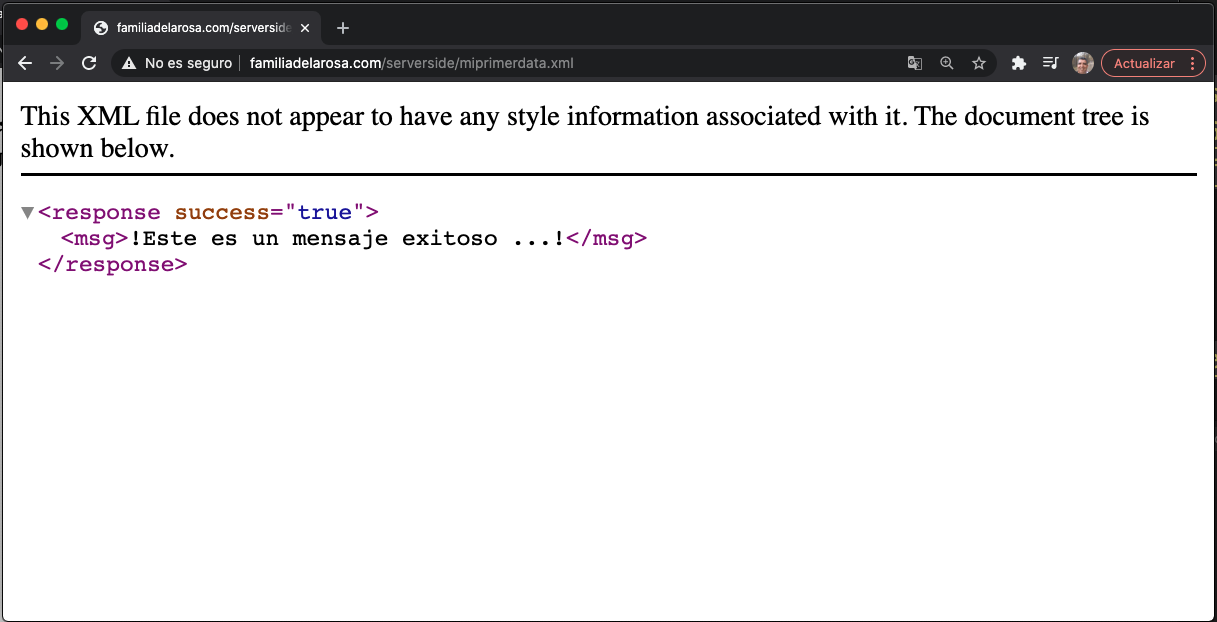 familiadelarosa.com/serverside
No es seguro familiadelarosa.com/serverside/miprimerdata.xml Actualizar
This XML file does not appear to have any style information associated with it. The document tree is
shown below.
<response success="true">
<msg>!Este es un mensaje exitoso ...!</msg>
</response>